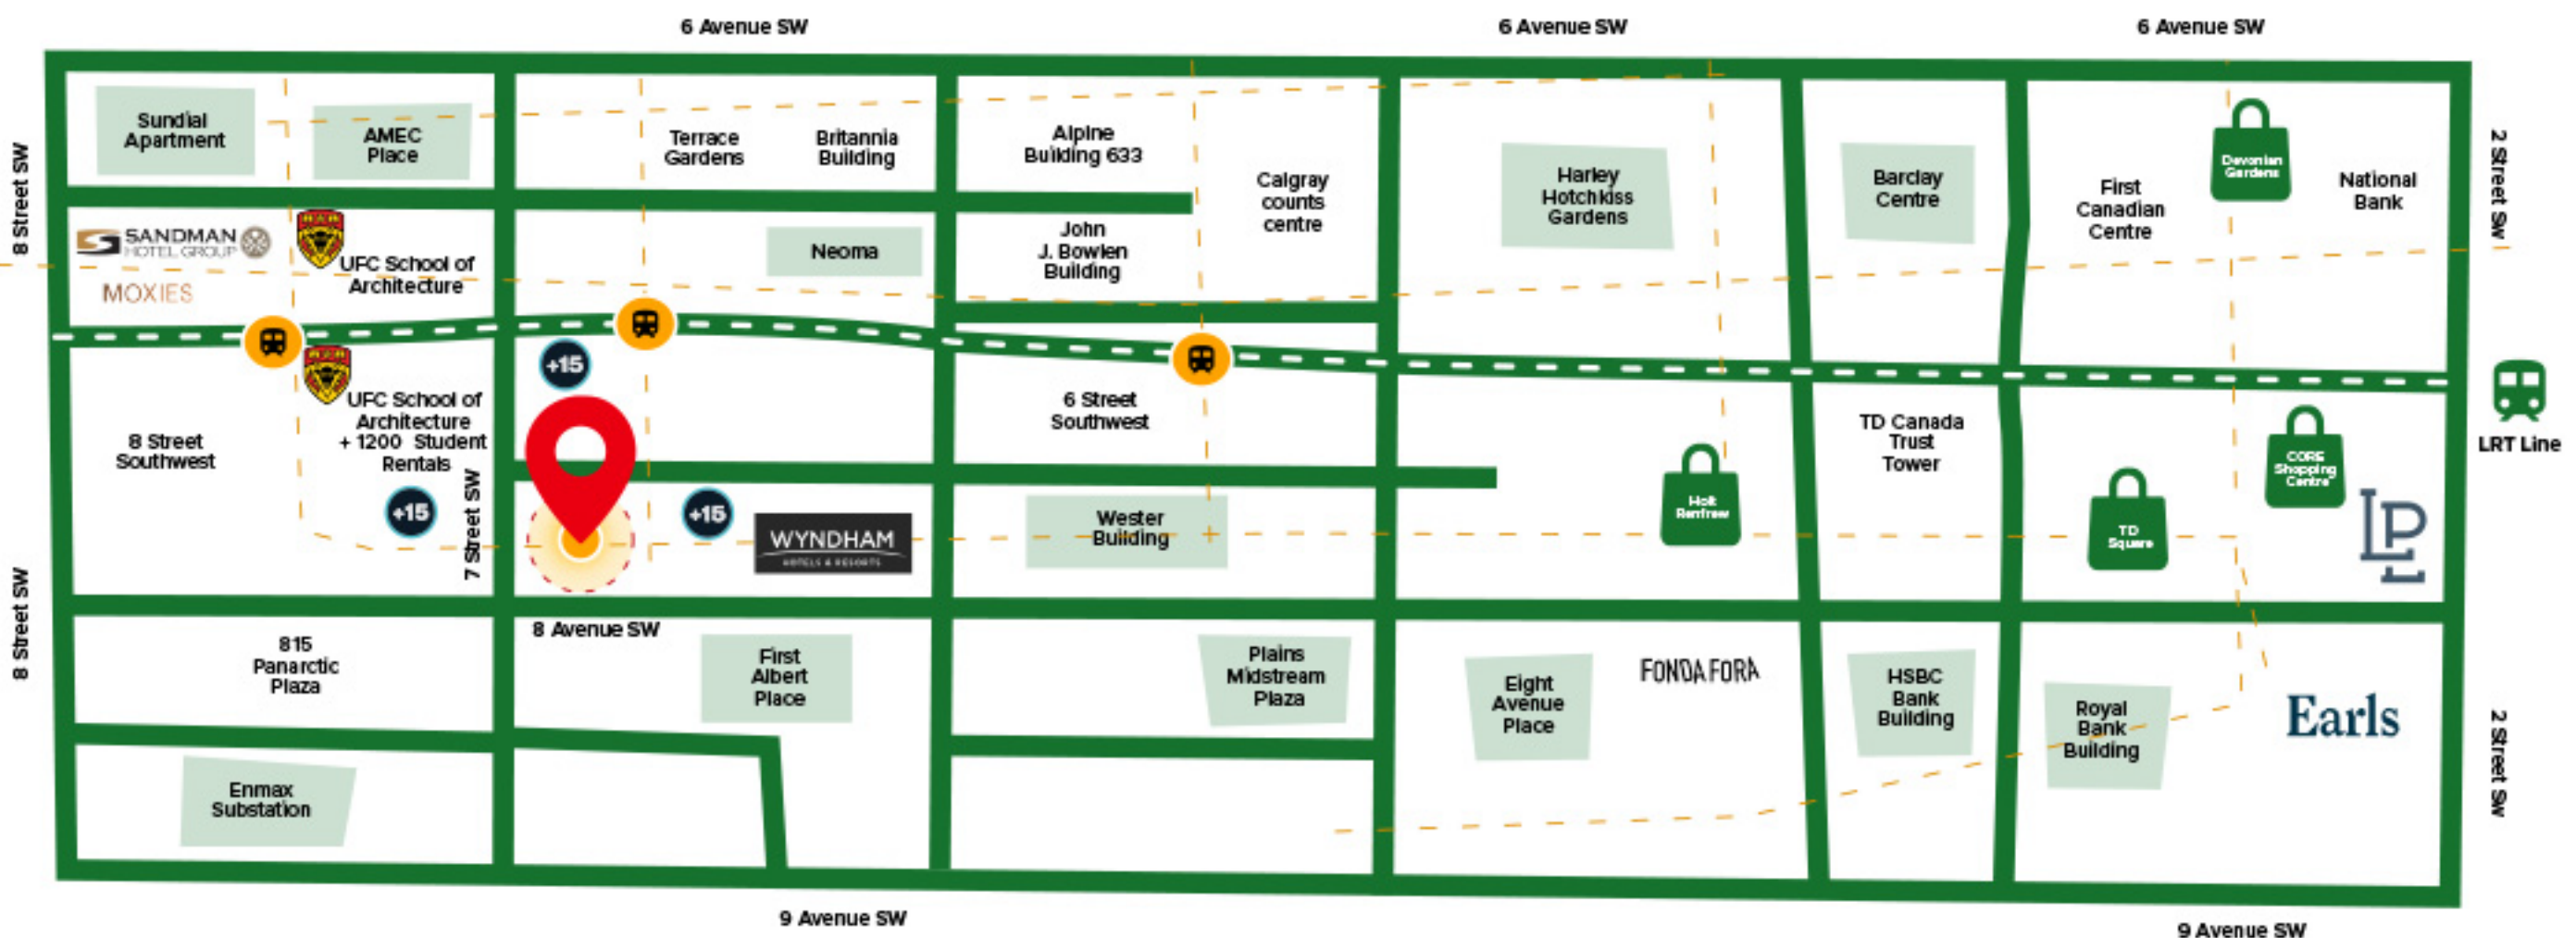 6 Avenue SW
6 Avenue SW
6 Avenue SW
8 Street SW
Sundial
Apartment
AMEC
Place
Terrace
Gardens
Britannia
Building
Alpine
Building 633
Calgray
counts
centre
Harley
Hotchkiss
Gardens
Barclay
Centre
First
Canadian
Centre
Devonian
Gardens
National
Bank
2 Street Sw
SANDMAN
HOTEL GROUP
MOXIES
UFC School of
Architecture
Neoma
John
J. Bowlen
Building
+15
8 Street
Southwest
UFC School of
Architecture
+ 1200 Student
Rentals
+15
7 Street SW
+15
WYNDHAM
HOTELS & RESORTS
6 Street
Southwest
Wester
Building
Holt
Renfrew
TD Canada
Trust
Tower
TD
Square
CORE
Shopping
Centre
LPL
LRT Line
8 Street SW
8 Avenue SW
815
Panarctic
Plaza
First
Albert
Place
Plains
Midstream
Plaza
Eight
Avenue
Place
FONDA FORA
HSBC
Bank
Building
Royal
Bank
Building
Earls
2 Street Sw
Enmax
Substation
9 Avenue SW
9 Avenue SW